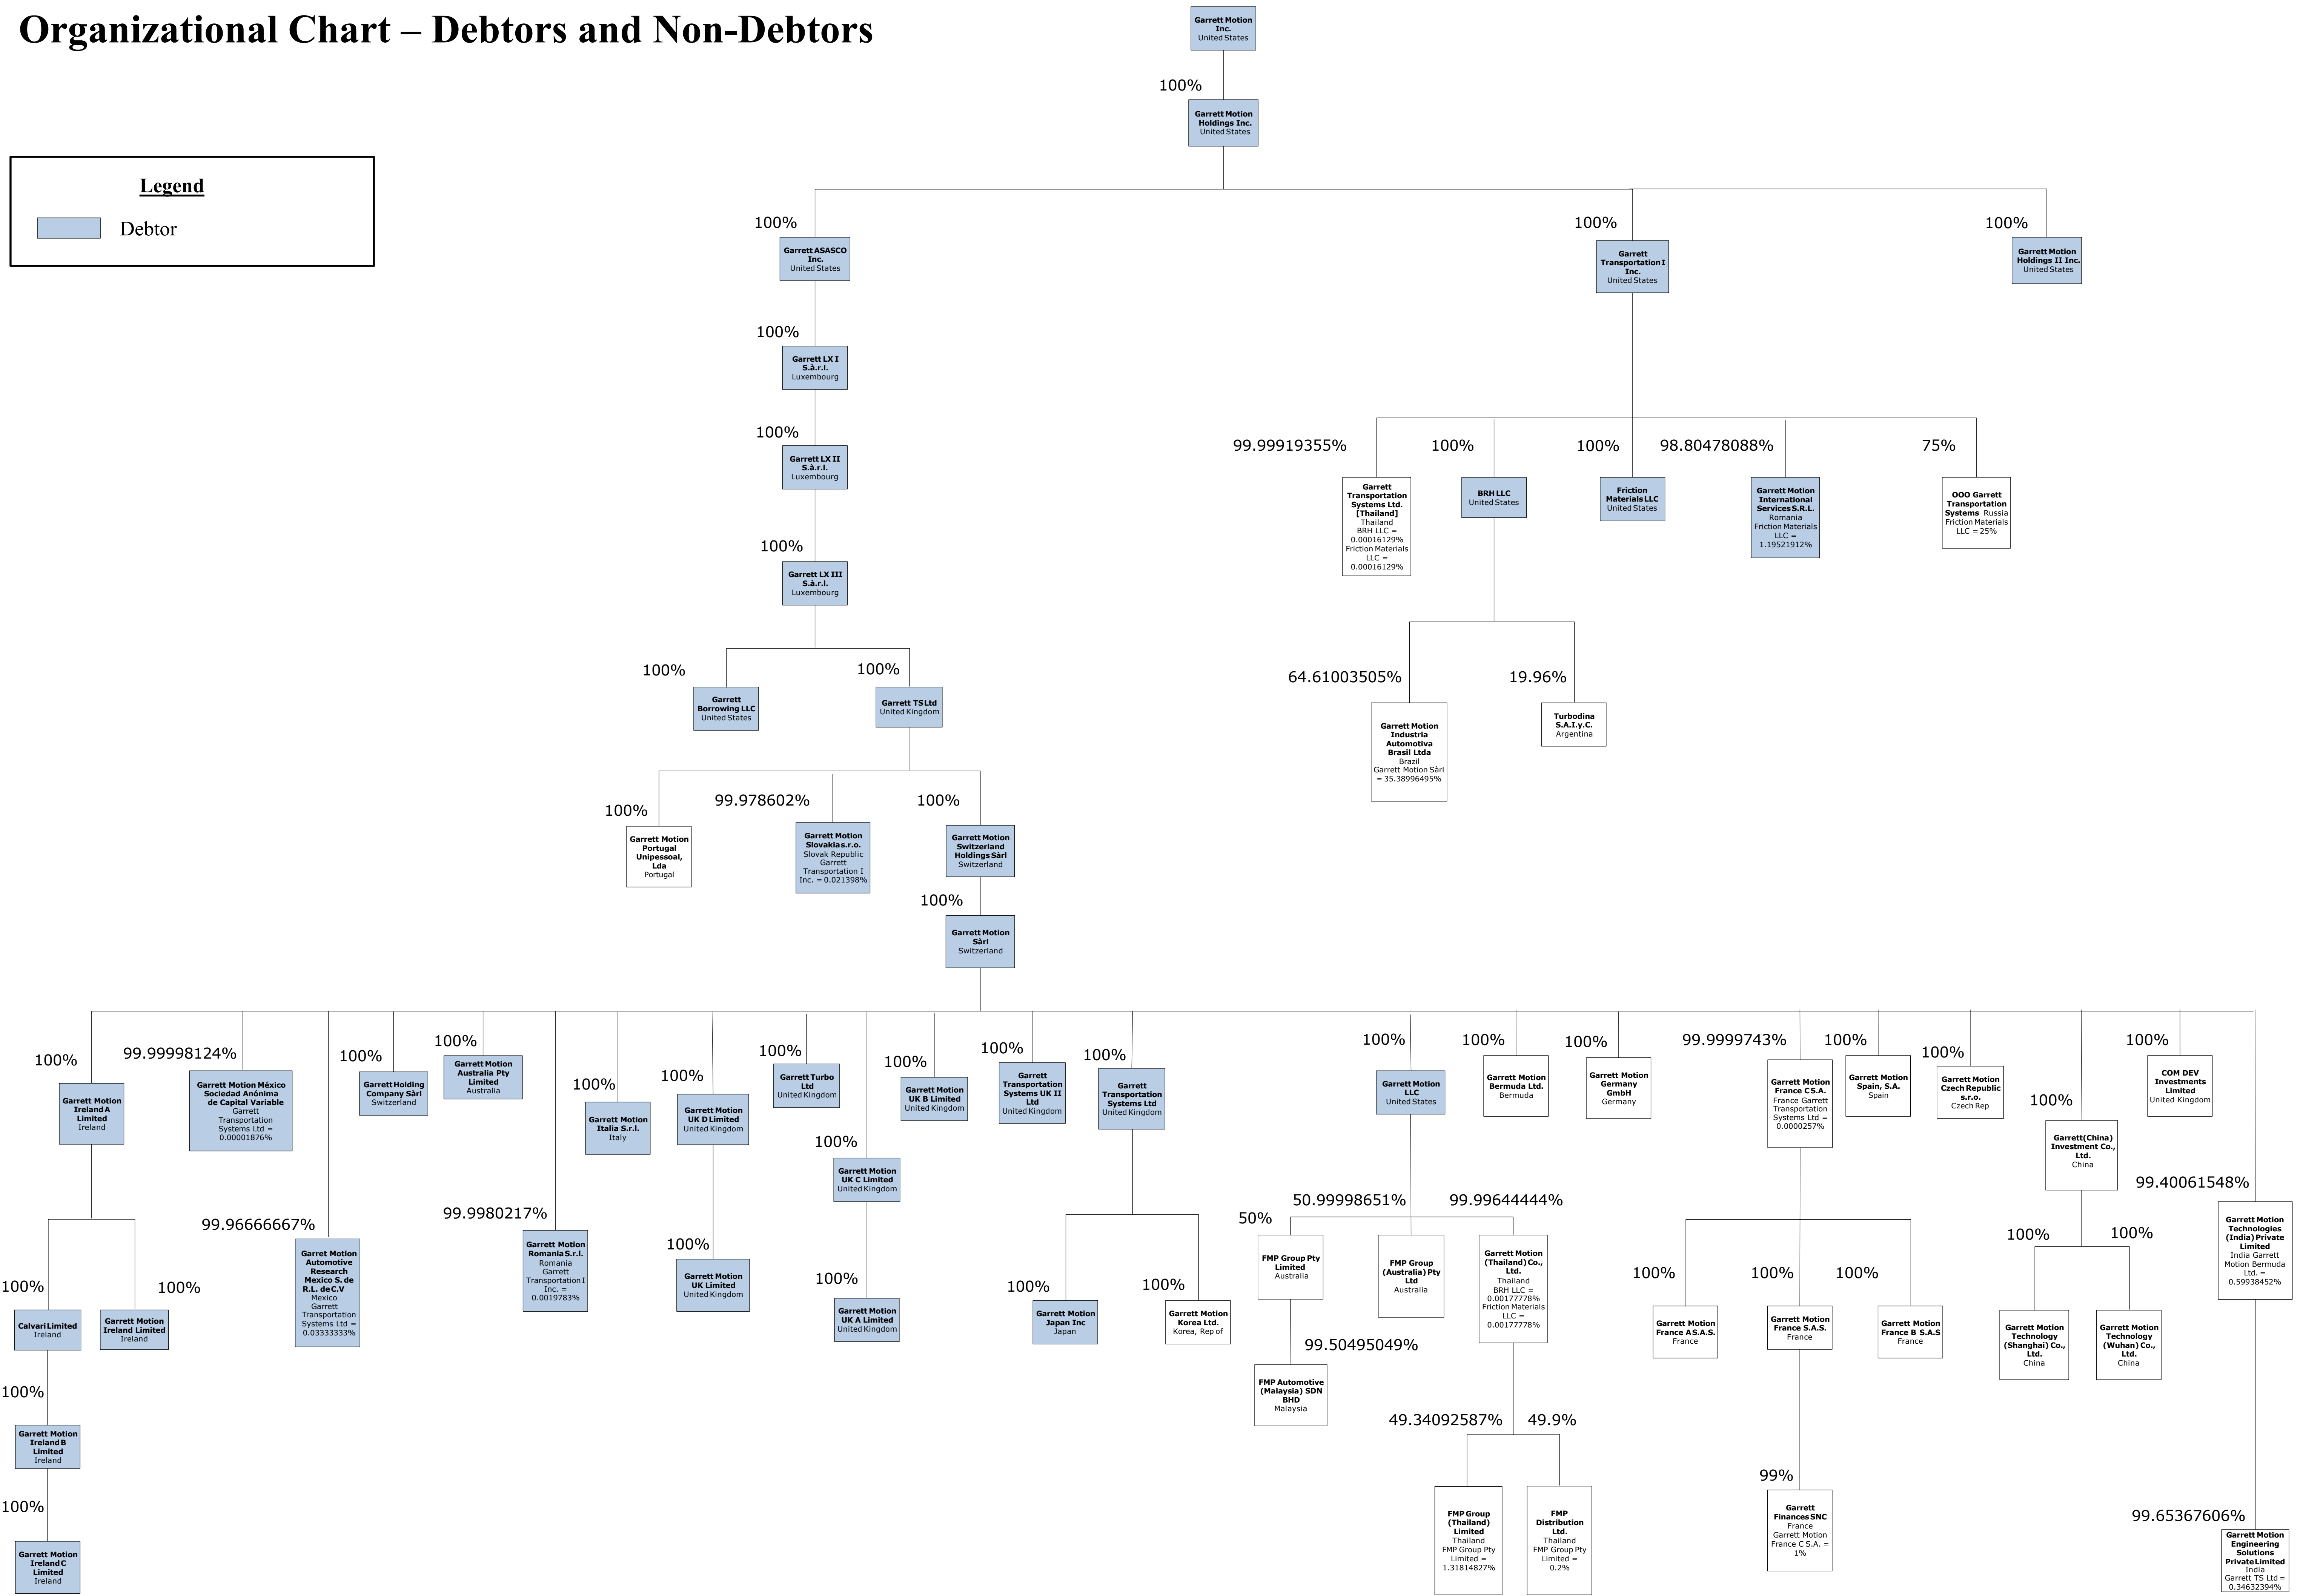 Organizational Chart – Debtors and Non-Debtors
Garrett Motion
Inc.
United States
100%
Garrett Motion
Holdings Inc.
United States
Legend
Debtor
100%
Garrett ASASCO
Inc.
United States
100%
Garrett
Transportation I
Inc.
United States
100%
Garrett Motion
Holdings II Inc.
United States
100%
Garrett LX I
S.à.r.l.
Luxembourg
100%
Garrett LX II
S.à.r.l.
Luxembourg
100%
Garrett LX III
S.à.r.l.
Luxembourg
99.99919355%
Garrett
Transportation
Systems Ltd.
[Thailand]
Thailand
BRH LLC =
0.00016129%
Friction Materials
LLC =
0.00016129%
100%
BRH LLC
United States
100%
Friction
Materials LLC
United States
98.80478088%
Garrett Motion
International
Services S.R.L.
Romania
Friction Materials
LLC =
1.19521912%
75%
OOO Garrett
Transportation
Systems Russia
Friction Materials
LLC = 25%
100%
Garrett
Borrowing LLC
United States
100%
Garrett TS Ltd
United Kingdom
64.61003505%
Garrett Motion
Industria
Automotiva
Brasil Ltda
Brazil
Garrett Motion Sàrl
= 35.38996495%
19.96%
Turbodina
S.A.I.y.C.
Argentina
100%
Garrett Motion
Portugal
Unipessoal,
Lda
Portugal
99.978602%
Garrett Motion
Slovakia s.r.o.
Slovak Republic
Garrett
Transportation I
Inc. = 0.021398%
100%
Garrett Motion
Switzerland
Holdings Sàrl
Switzerland
100%
Garrett Motion
Sàrl
Switzerland
100%
Garrett Motion
Ireland A
Limited
Ireland
99.99998124%
Garrett Motion México
Sociedad Anónima
de Capital Variable
Garrett
Transportation
Systems Ltd =
0.00001876%
99.96666667%
Garret Motion
Automotive
Research
Mexico S. de
R.L. de C.V
Mexico
Garrett
Transportation
Systems Ltd =
0.03333333%
100%
Garrett Holding
Company Sàrl
Switzerland
100%
Garrett Motion
Australia Pty
Limited
Australia
99.9980217%
Garrett Motion
Romania S.r.l.
Romania
Garrett
Transportation I
Inc. =
0.0019783%
100%
Garrett Motion
Italia S.r.l.
Italy
100%
Garrett Motion
UK D Limited
United Kingdom
100%
Garrett Motion
UK Limited
United Kingdom
100%
Garrett Turbo
Ltd
United Kingdom
100%
Garrett Motion
UK C Limited
United Kingdom
100%
Garrett Motion
UK A Limited
United Kingdom
100%
Garrett Motion
UK B Limited
United Kingdom
100%
Garrett
Transportation
Systems UK II
Ltd
United Kingdom
100%
Garrett
Transportation
Systems Ltd
United Kingdom
100%
Garrett Motion
Japan Inc
Japan
100%
Garrett Motion
Korea Ltd.
Korea, Rep of
100%
Garrett Motion
LLC
United States
50%
FMP Group Pty
Limited
Australia
99.50495049%
FMP Automotive
(Malaysia) SDN
BHD
Malaysia
50.99998651%
FMP Group
(Australia) Pty
Ltd
Australia
99.99644444%
Garrett Motion
(Thailand) Co.,
Ltd.
Thailand
BRH LLC =
0.00177778%
Friction Materials
LLC =
0.00177778%
49.34092587%
FMP Group
(Thailand)
Limited
Thailand
FMP Group Pty
Limited =
1.31814827%
49.9%
FMP
Distribution
Ltd.
Thailand
FMP Group Pty
Limited =
0.2%
100%
Garrett Motion
Bermuda Ltd.
Bermuda
100%
Garrett Motion
Germany
GmbH
Germany
99.9999743%
Garrett Motion
France C S.A.
France Garrett
Transportation
Systems Ltd =
0.0000257%
100%
Garrett Motion
France A S.A.S.
France
100%
Garrett Motion
France S.A.S.
France
99%
Garrett
Finances SNC
France
Garrett Motion
France C S.A. =
1%
100%
Garrett Motion
France B S.A.S
France
100%
Garrett Motion
Spain, S.A.
Spain
100%
Garrett Motion
Czech Republic
s.r.o.
Czech Rep
100%
Garrett (China)
Investment Co.,
Ltd.
China
100%
Garrett Motion
Technology
(Shanghai) Co.,
Ltd.
China
100%
Garrett Motion
Technology
(Wuhan) Co.,
Ltd.
China
100%
COM DEV
Investments
Limited
United Kingdom
99.40061548%
Garrett Motion
Technologies
(India) Private
Limited
India Garrett
Motion Bermuda
Ltd. =
0.59938452%
99.65367606%
Garrett Motion
Engineering
Solutions
Private Limited
India
Garrett TS Ltd =
0.34632394%
100%
Calvari Limited
Ireland
100%
Garrett Motion
Ireland Limited
Ireland
100%
Garrett Motion
Ireland B
Limited
Ireland
100%
Garrett Motion
Ireland C
Limited
Ireland